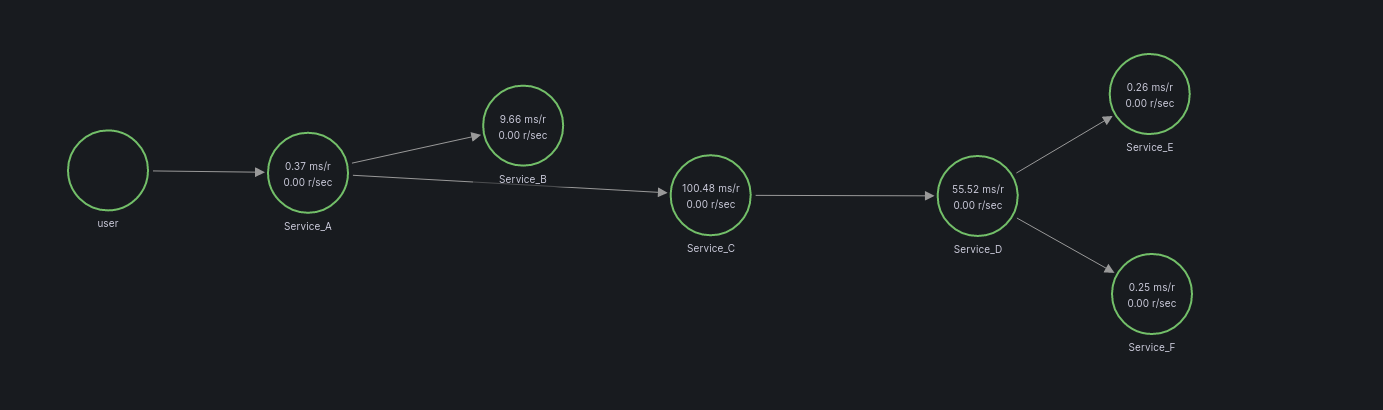 user
0.37 ms/r
0.00 r/sec
Service_A
9.66 ms/r
0.00 r/sec
Service_B
100.48 ms/r
0.00 r/sec
Service_C
55.52 ms/r
0.00 r/sec
Service_D
0.26 ms/r
0.00 r/sec
Service_E
0.25 ms/r
0.00 r/sec
Service_F